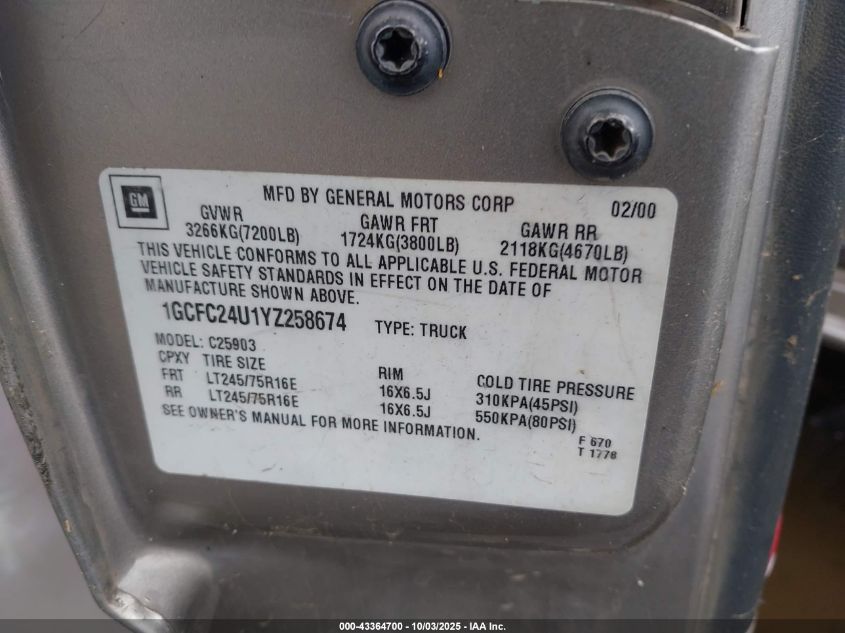 GM
MFD BY GENERAL MOTORS CORP 02/00
GVWR GAWR FRT GAWR RR
3266KG(7200LB) 1724KG(3800LB) 2118KG(4670LB)
THIS VEHICLE CONFORMS TO ALL APPLICABLE U.S. FEDERAL MOTOR
VEHICLE SAFETY STANDARDS IN EFFECT ON THE DATE OF
MANUFACTURE SHOWN ABOVE.
1GCFC24U1YZ258674 TYPE: TRUCK
MODEL: C25903
CPXY TIRE SIZE RIM COLD TIRE PRESSURE
FRT LT245/75R16E 16X6.5J 310KPA(45PSI)
RR LT245/75R16E 16X6.5J 550KPA(80PSI)
SEE OWNER'S MANUAL FOR MORE INFORMATION.
F 670
T 1778
000-43364700 - 10/03/2025 - IAA Inc.